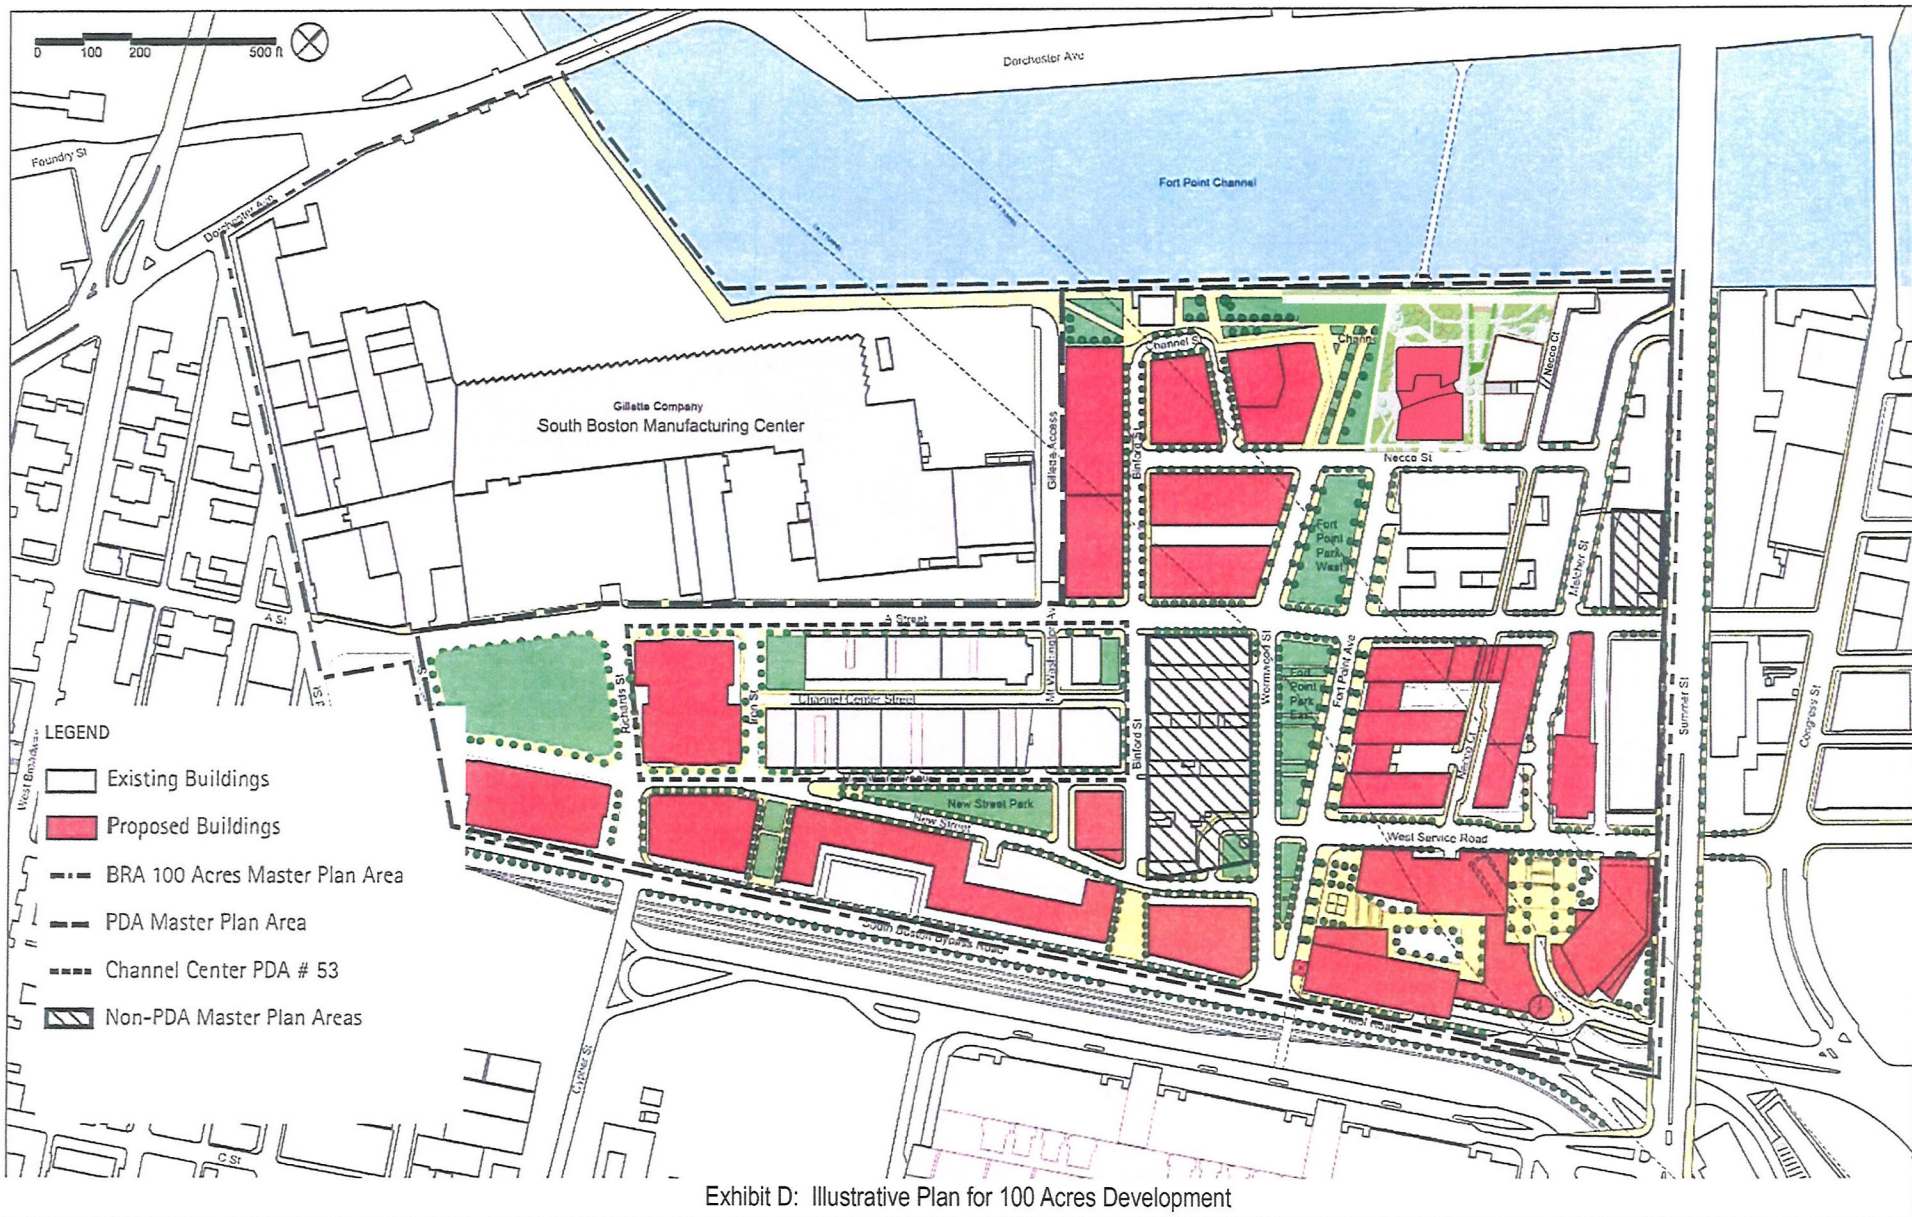 0 100 200 500 ft
Dorchester Ave
Foundry St
Fort Point Channel
Dorchester Ave
Gillette Company
South Boston Manufacturing Center
Channel S
Necco Ct
Gillette Access
Binford St
Necco St
Fort
Point
Park
West
Melcher St
A St
A Street
Mt Washington Av
Richards St
Iron St
Channel Center Street
Binford St
Wormwood St
Fort
Point
Park
East
Fort Point Ave
Necco Ct
Summer St
Congress St
West Broadway
New Street Park
New Street
West Service Road
South Boston Bypass Road
Cypher St
C St
LEGEND
Existing Buildings
Proposed Buildings
BRA 100 Acres Master Plan Area
PDA Master Plan Area
Channel Center PDA # 53
Non-PDA Master Plan Areas
Exhibit D: Illustrative Plan for 100 Acres Development